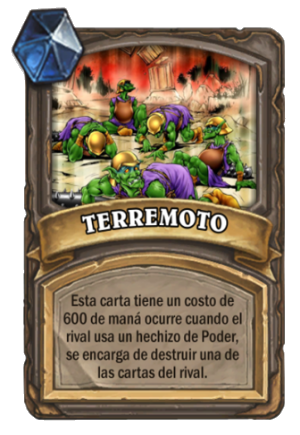 TERREMOTO
Esta carta tiene un costo de
600 de maná ocurre cuando el
rival usa un hechizo de Poder,
se encarga de destruir una de
las cartas del rival.